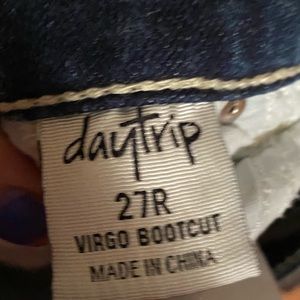 daytrip
27R
VIRGO BOOTCUT
MADE IN CHINA